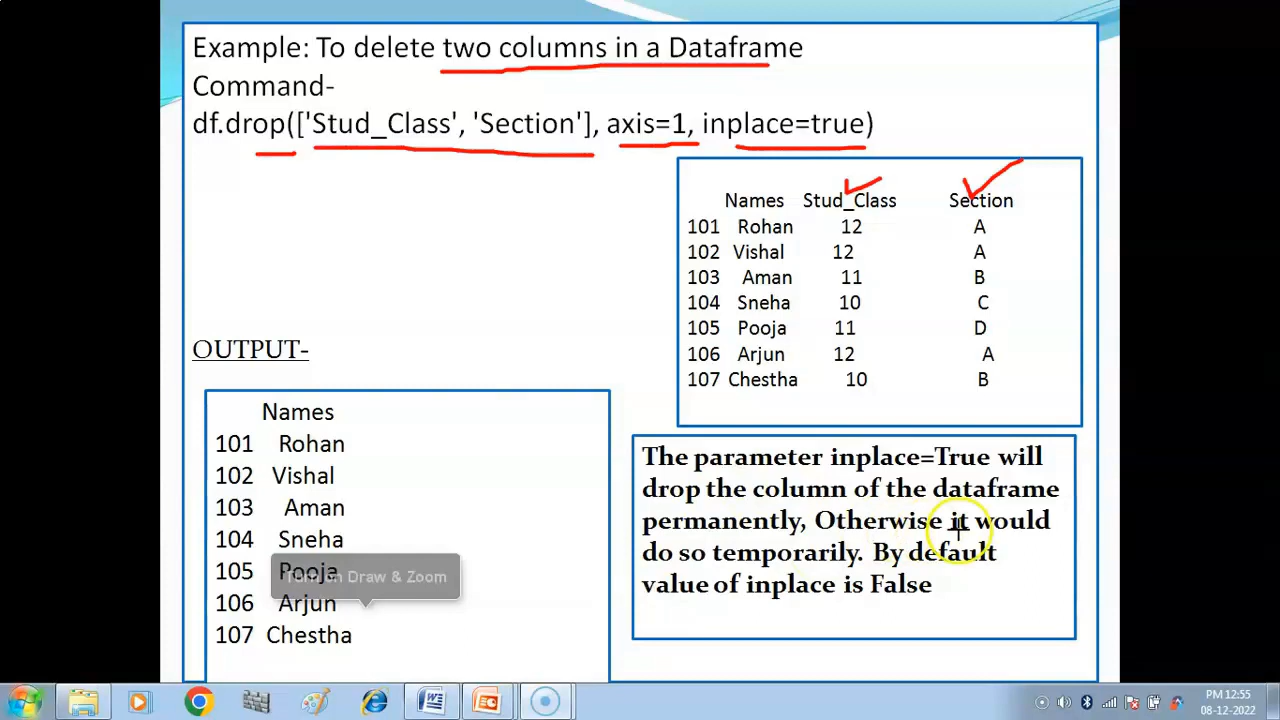 Example: To delete two columns in a Dataframe
Command-
df.drop(['Stud_Class', 'Section'], axis=1, inplace=true)
Names Stud_Class Section
101 Rohan 12 A
102 Vishal 12 A
103 Aman 11 B
104 Sneha 10 C
105 Pooja 11 D
106 Arjun 12 A
107 Chestha 10 B
OUTPUT-
Names
101 Rohan
102 Vishal
103 Aman
104 Sneha
105 Pooja
Turn on Draw & Zoom
106 Arjun
107 Chestha
The parameter inplace=True will
drop the column of the dataframe
permanently, Otherwise it would
do so temporarily. By default
value of inplace is False
PM 12:55
08-12-2022